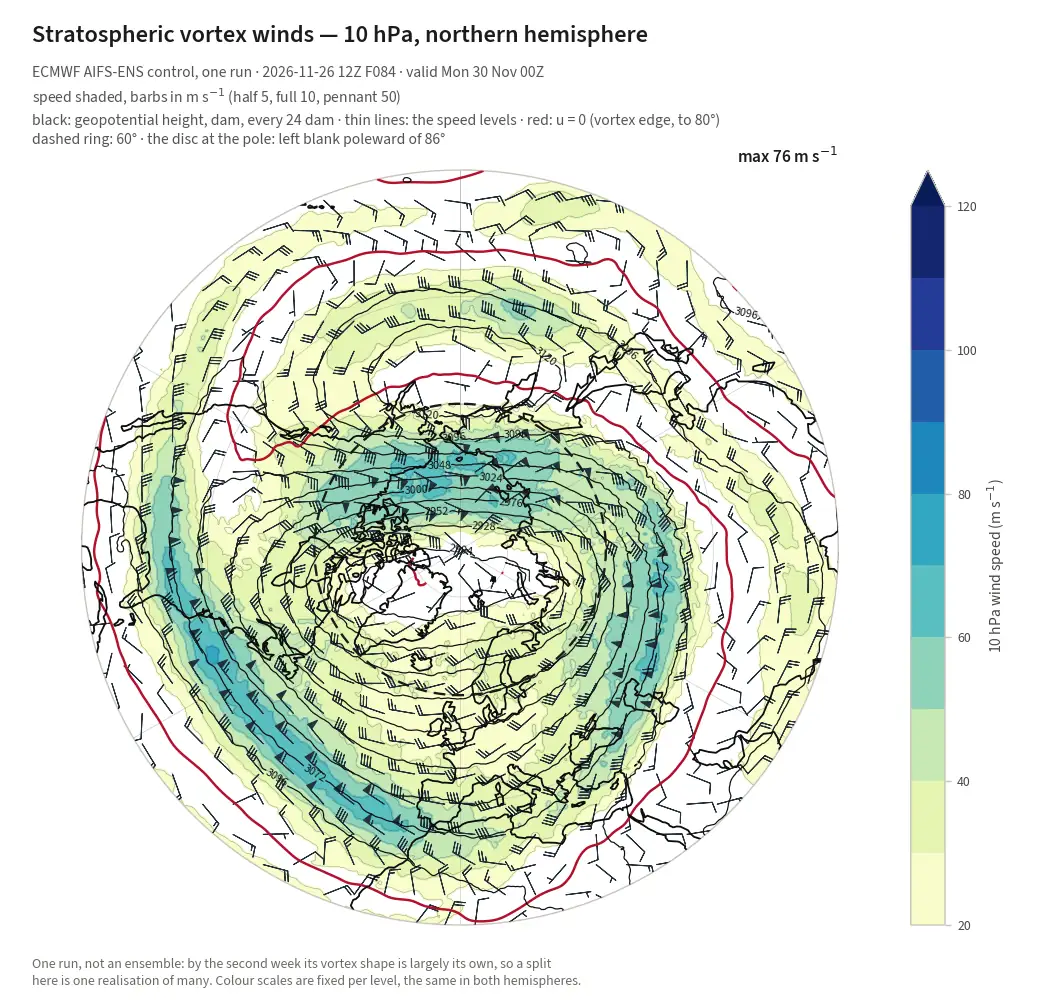 Stratospheric vortex winds — 10 hPa, northern hemisphere
ECMWF AIFS-ENS control, one run · 2026-11-26 12Z F084 · valid Mon 30 Nov 00Z
speed shaded, barbs in m s⁻¹ (half 5, full 10, pennant 50)
black: geopotential height, dam, every 24 dam · thin lines: the speed levels · red: u = 0 (vortex edge, to 80°)
dashed ring: 60° · the disc at the pole: left blank poleward of 86°
max 76 m s⁻¹
120
100
80
60
40
20
10 hPa wind speed (m s⁻¹)
3096
3120
3048
3024
3000
2976
2952
2928
3072
One run, not an ensemble: by the second week its vortex shape is largely its own, so a split
here is one realisation of many. Colour scales are fixed per level, the same in both hemispheres.